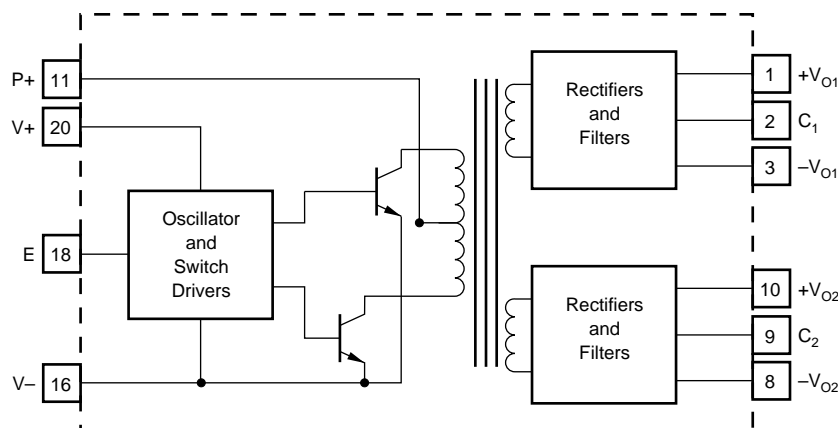 P+ 11
V+ 20
E 18
V– 16
Oscillator
and
Switch
Drivers
Rectifiers
and
Filters
1 +VO1
2 C1
3 –VO1
Rectifiers
and
Filters
10 +VO2
9 C2
8 –VO2